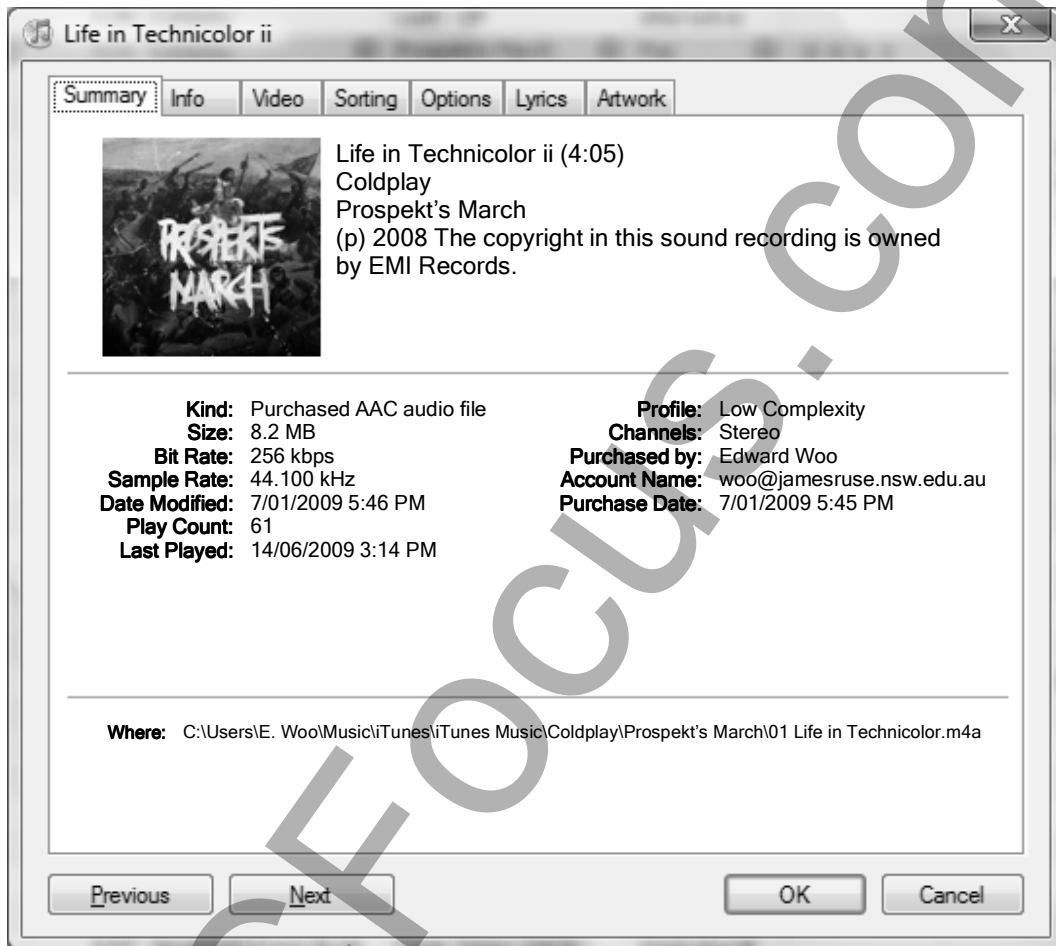 Life in Technicolor ii
x
Summary Info Video Sorting Options Lyrics Artwork
PROSPEKTS
MARCH
Life in Technicolor ii (4:05)
Coldplay
Prospekt's March
(p) 2008 The copyright in this sound recording is owned
by EMI Records.
Kind: Purchased AAC audio file
Size: 8.2 MB
Bit Rate: 256 kbps
Sample Rate: 44.100 kHz
Date Modified: 7/01/2009 5:46 PM
Play Count: 61
Last Played: 14/06/2009 3:14 PM
Profile: Low Complexity
Channels: Stereo
Purchased by: Edward Woo
Account Name: woo@jamesruse.nsw.edu.au
Purchase Date: 7/01/2009 5:45 PM
Where: C:\Users\E. Woo\Music\iTunes\iTunes Music\Coldplay\Prospekt's March\01 Life in Technicolor.m4a
Previous Next OK Cancel
Focus.com